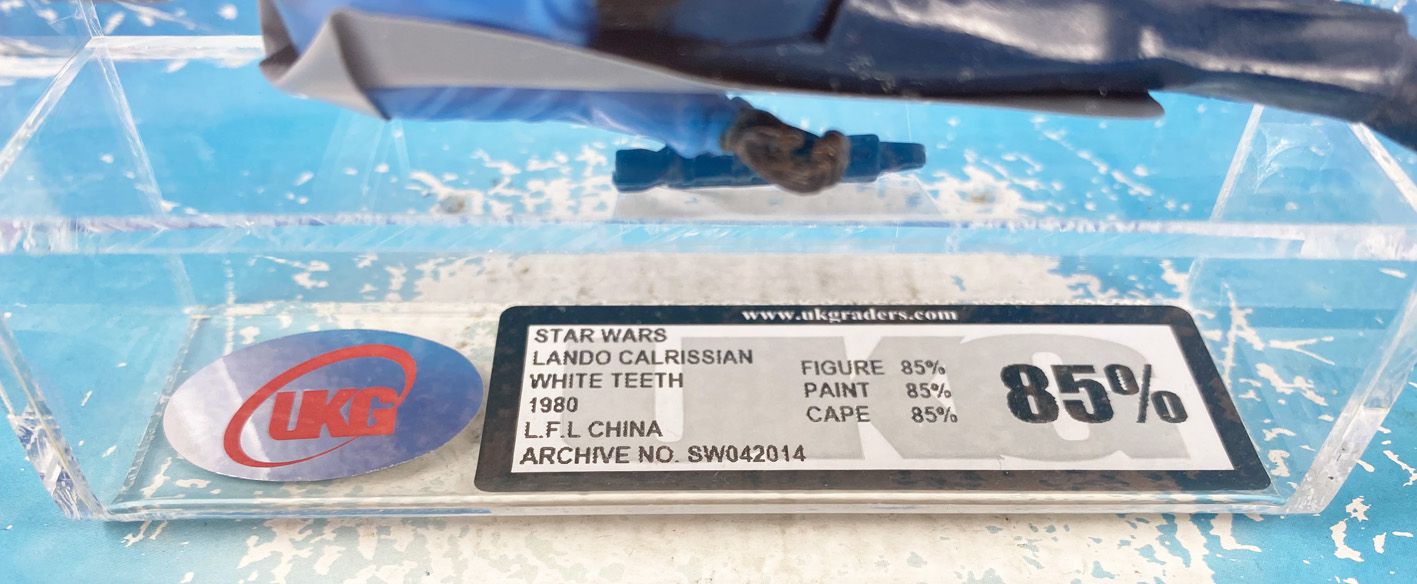 www.ukgraders.com
STAR WARS
LANDO CALRISSIAN
WHITE TEETH
1980
L.F.L CHINA
ARCHIVE NO. SW042014
FIGURE 85%
PAINT 85%
CAPE 85%
85%
UKG
UKG